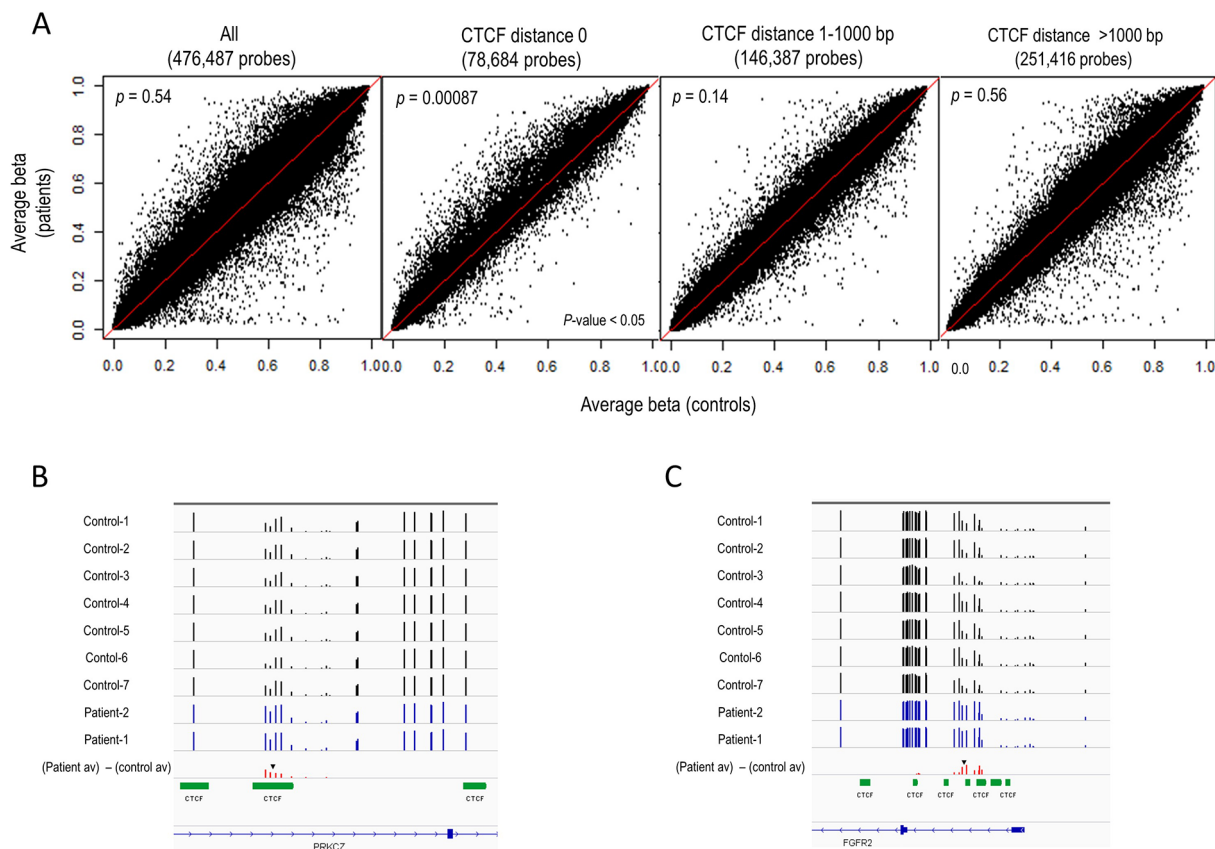 A
All
(476,487 probes)
CTCF distance 0
(78,684 probes)
CTCF distance 1-1000 bp
(146,387 probes)
CTCF distance >1000 bp
(251,416 probes)
p = 0.54
p = 0.00087
p = 0.14
p = 0.56
P-value < 0.05
Average beta
(patients)
1.0
0.8
0.6
0.4
0.2
0.0
0.0 0.2 0.4 0.6 0.8 1.0
0.0 0.2 0.4 0.6 0.8 1.0
0.0 0.2 0.4 0.6 0.8 1.0
0.0 0.2 0.4 0.6 0.8 1.0
Average beta (controls)
B
Control-1
Control-2
Control-3
Control-4
Control-5
Contol-6
Control-7
Patient-2
Patient-1
(Patient av) – (control av)
CTCF CTCF CTCF
PRKCZ
C
Control-1
Control-2
Control-3
Control-4
Control-5
Contol-6
Control-7
Patient-2
Patient-1
(Patient av) – (control av)
CTCF CTCF CTCF CTCF CTCF
FGFR2